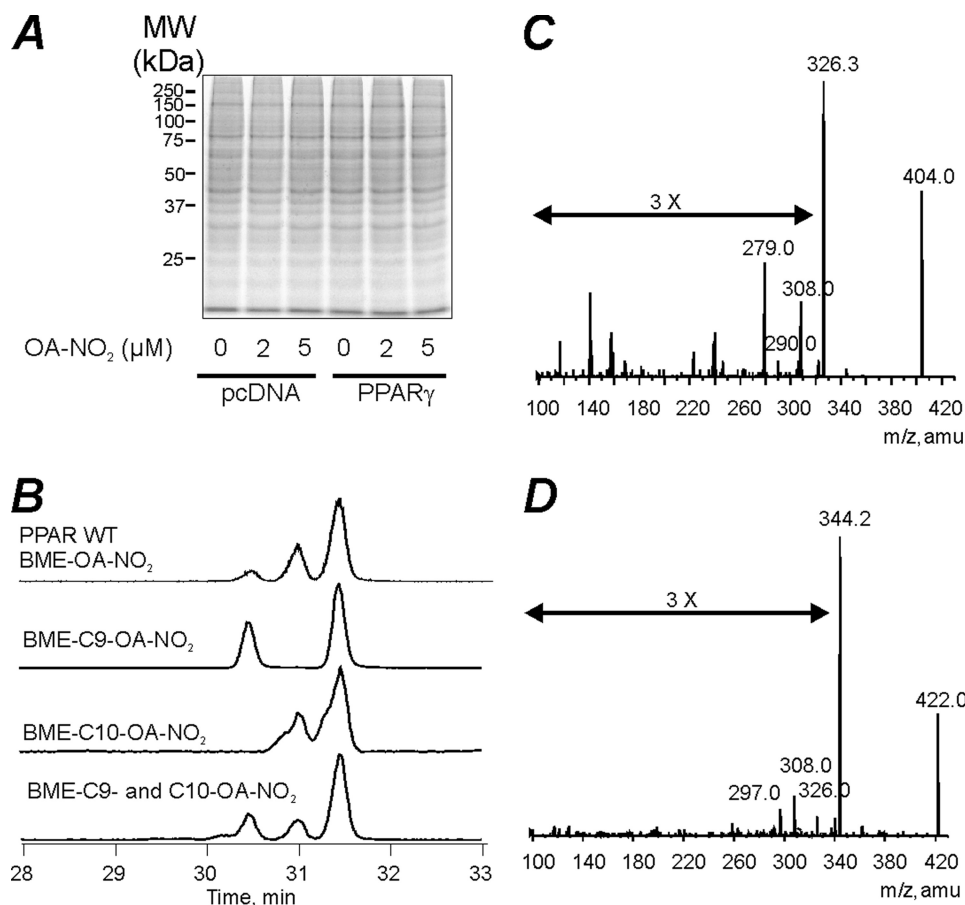 A
MW
(kDa)
250
150
100
75
50
37
25
OA-NO₂ (µM) 0 2 5 0 2 5
pcDNA PPARγ
B
PPAR WT
BME-OA-NO₂
BME-C9-OA-NO₂
BME-C10-OA-NO₂
BME-C9- and C10-OA-NO₂
28 29 30 31 32 33
Time, min
C
326.3
404.0
3 X
279.0
308.0
290.0
100 140 180 220 260 300 340 380 420
m/z, amu
D
344.2
3 X
422.0
308.0
297.0 326.0
100 140 180 220 260 300 340 380 420
m/z, amu